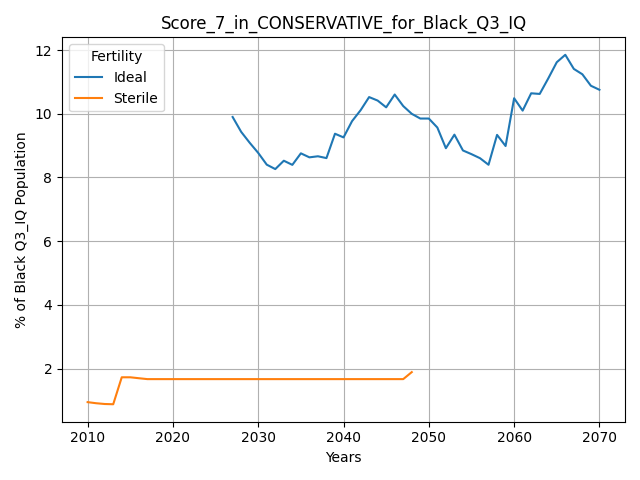 Score_7_in_CONSERVATIVE_for_Black_Q3_IQ
Fertility
Ideal
Sterile
% of Black Q3_IQ Population
12
10
8
6
4
2
2010 2020 2030 2040 2050 2060 2070
Years